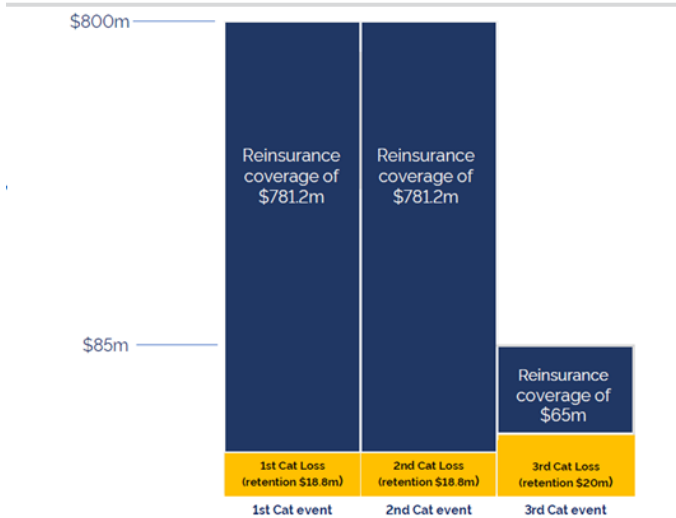 $800m
Reinsurance
coverage of
$781.2m
Reinsurance
coverage of
$781.2m
$85m
Reinsurance
coverage of
$65m
1st Cat Loss
(retention $18.8m)
2nd Cat Loss
(retention $18.8m)
3rd Cat Loss
(retention $20m)
1st Cat event
2nd Cat event
3rd Cat event